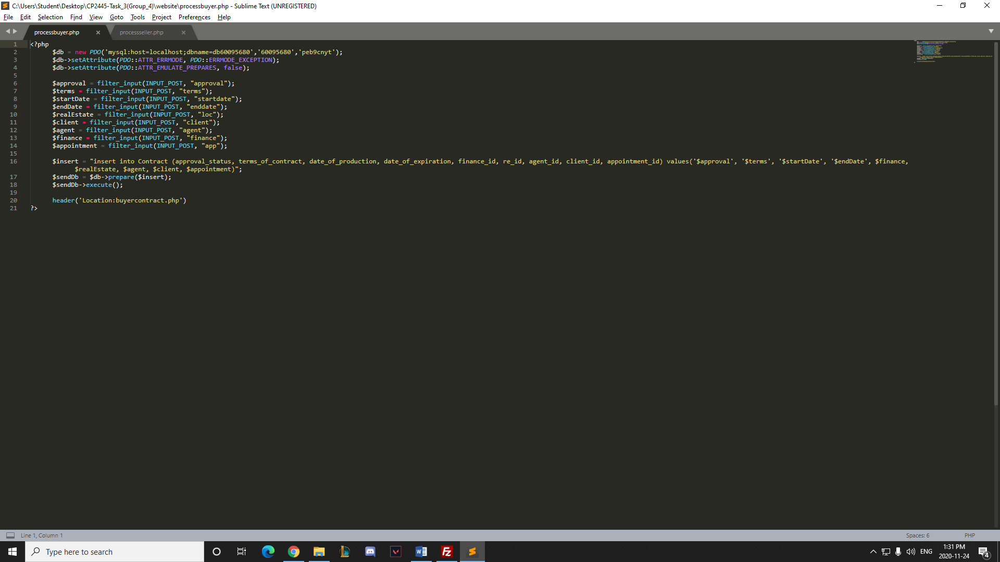 C:\Users\Student\Desktop\CP2445-Task_3(Group_4)\website\processbuyer.php - Sublime Text (UNREGISTERED)
File Edit Selection Find View Goto Tools Project Preferences Help
processbuyer.php processseller.php
1 <?php
2 $db = new PDO('mysql:host=localhost;dbname=db60095680','60095680','peb9cnyt');
3 $db->setAttribute(PDO::ATTR_ERRMODE, PDO::ERRMODE_EXCEPTION);
4 $db->setAttribute(PDO::ATTR_EMULATE_PREPARES, false);
5
6 $approval = filter_input(INPUT_POST, "approval");
7 $terms = filter_input(INPUT_POST, "terms");
8 $startDate = filter_input(INPUT_POST, "startdate");
9 $endDate = filter_input(INPUT_POST, "enddate");
10 $realEstate = filter_input(INPUT_POST, "loc");
11 $client = filter_input(INPUT_POST, "client");
12 $agent = filter_input(INPUT_POST, "agent");
13 $finance = filter_input(INPUT_POST, "finance");
14 $appointment = filter_input(INPUT_POST, "app");
15
16 $insert = "insert into Contract (approval_status, terms_of_contract, date_of_production, date_of_expiration, finance_id, re_id, agent_id, client_id, appointment_id) values('$approval', '$terms', '$startDate', '$endDate', $finance,
$realEstate, $agent, $client, $appointment)";
17 $sendDb = $db->prepare($insert);
18 $sendDb->execute();
19
20 header('Location:buyercontract.php')
21 ?>
Line 1, Column 1 Spaces: 6 PHP
Type here to search ENG 1:31 PM
2020-11-24 4